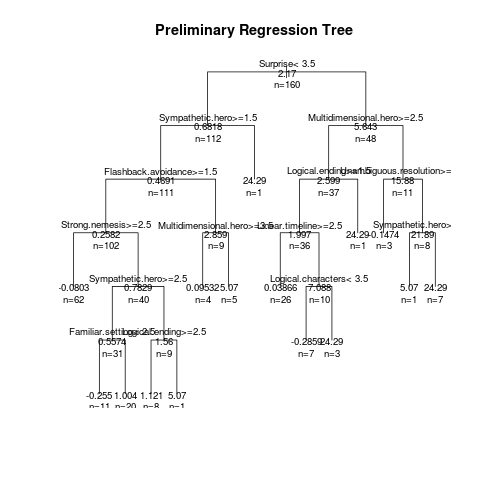 Preliminary Regression Tree
Surprise< 3.5
2.17
n=160
Sympathetic.hero>=1.5 Multidimensional.hero>=2.5
0.6818 5.643
n=112 n=48
Flashback.avoidance>=1.5 Logical.ending>=1.5 Unambiguous.resolution>=
0.4691 24.29 2.599 15.88
n=111 n=1 n=37 n=11
Strong.nemesis>=2.5 Multidimensional.hero>=3.5 Linear.timeline>=2.5 Sympathetic.hero>
0.2582 2.859 1.997 24.29 -0.1474 21.89
n=102 n=9 n=36 n=1 n=3 n=8
Sympathetic.hero>=2.5 Logical.characters< 3.5
-0.0803 0.7829 0.09532 5.07 0.03866 7.088 5.07 24.29
n=62 n=40 n=4 n=5 n=26 n=10 n=1 n=7
Familiar.setting< 2.5 Logical.ending>=2.5
0.5574 1.56 -0.2859 24.29
n=31 n=9 n=7 n=3
-0.255 1.004 1.121 5.07
n=11 n=20 n=8 n=1